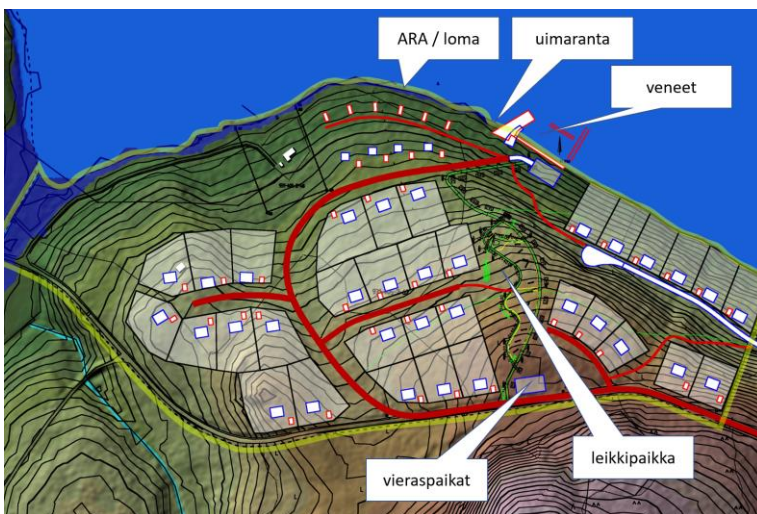 ARA / loma
uimaranta
veneet
leikkipaikka
vieraspaikat